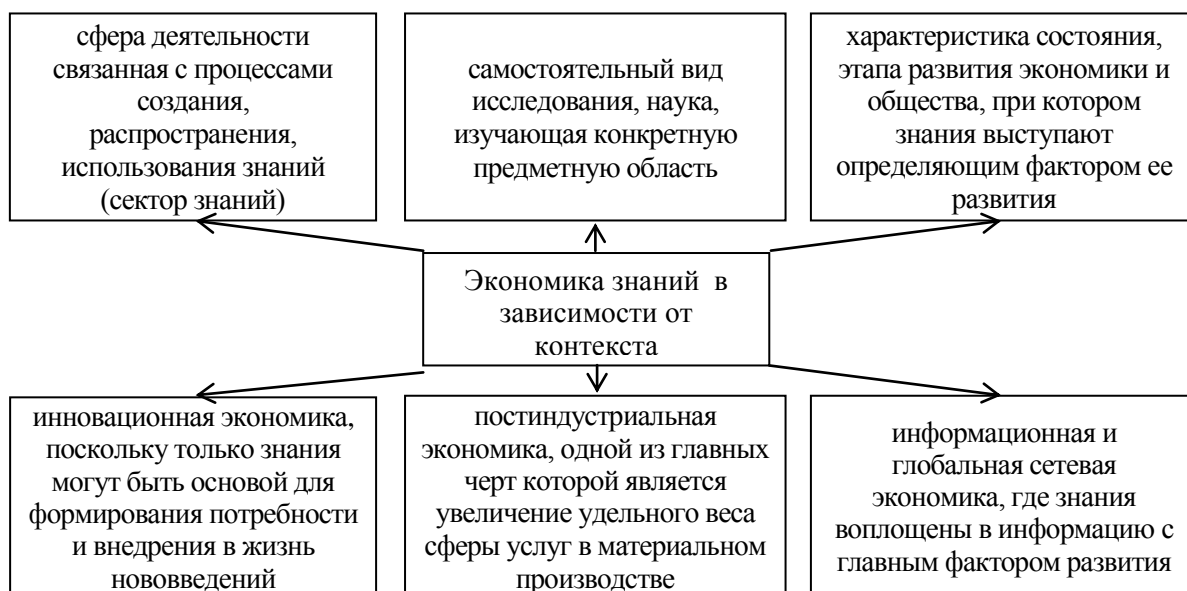 сфера деятельности
связанная с процессами
создания,
распространения,
использования знаний
(сектор знаний)
самостоятельный вид
исследования, наука,
изучающая конкретную
предметную область
характеристика состояния,
этапа развития экономики и
общества, при котором
знания выступают
определяющим фактором ее
развития
Экономика знаний в
зависимости от
контекста
инновационная экономика,
поскольку только знания
могут быть основой для
формирования потребности
и внедрения в жизнь
нововведений
постиндустриальная
экономика, одной из главных
черт которой является
увеличение удельного веса
сферы услуг в материальном
производстве
информационная и
глобальная сетевая
экономика, где знания
воплощены в информацию с
главным фактором развития